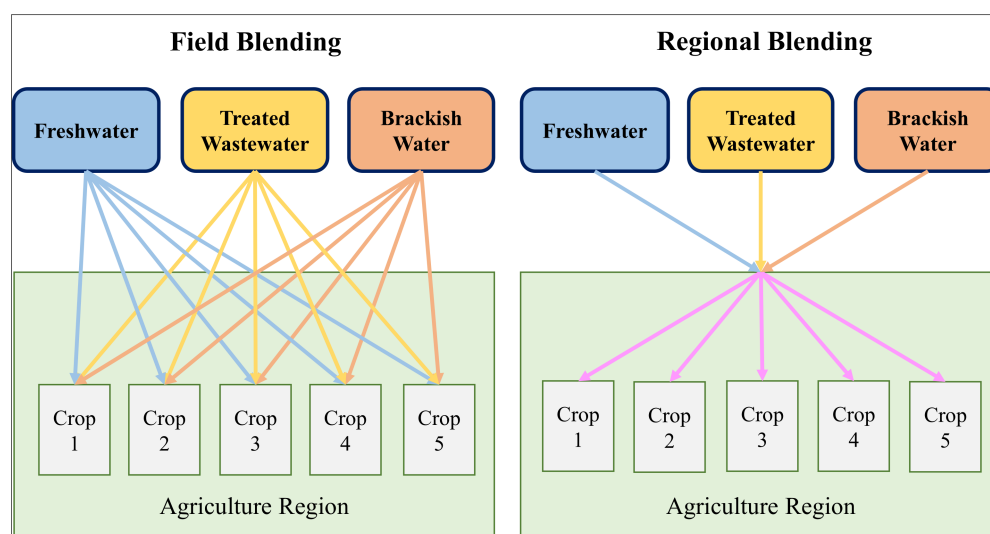 Field Blending
Freshwater
Treated
Wastewater
Brackish
Water
Crop
1
Crop
2
Crop
3
Crop
4
Crop
5
Agriculture Region
Regional Blending
Freshwater
Treated
Wastewater
Brackish
Water
Crop
1
Crop
2
Crop
3
Crop
4
Crop
5
Agriculture Region